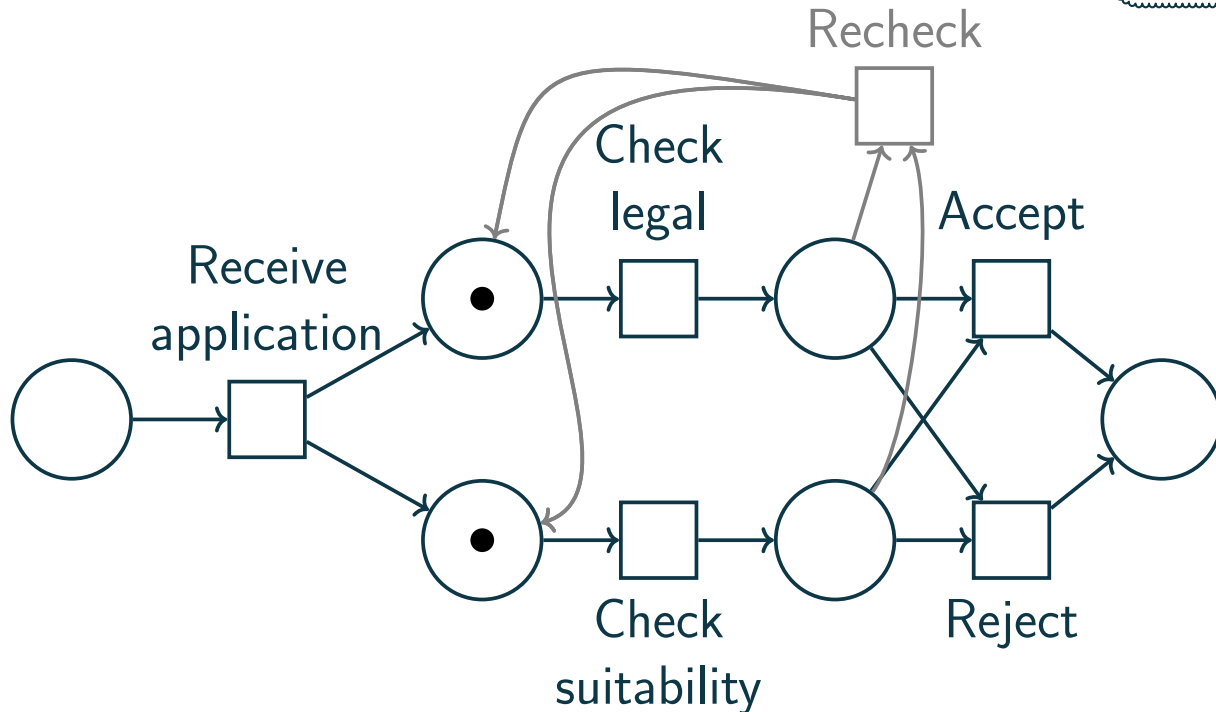 Recheck
Check
legal
Accept
Receive
application
Check
suitability
Reject